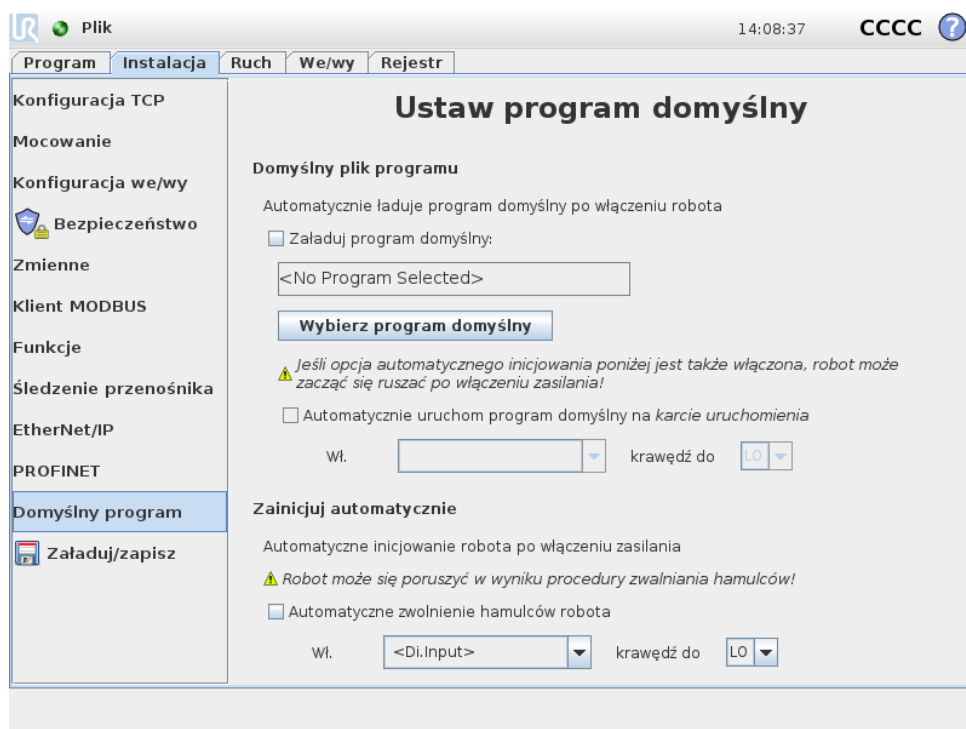 UR Plik 14:08:37 CCCC ?
Program Instalacja Ruch We/wy Rejestr
Konfiguracja TCP
Mocowanie
Konfiguracja we/wy
Bezpieczeństwo
Zmienne
Klient MODBUS
Funkcje
Śledzenie przenośnika
EtherNet/IP
PROFINET
Domyślny program
Załaduj/zapisz
Ustaw program domyślny
Domyślny plik programu
Automatycznie ładuje program domyślny po włączeniu robota
Załaduj program domyślny:
<No Program Selected>
Wybierz program domyślny
Jeśli opcja automatycznego inicjowania poniżej jest także włączona, robot może
zacząć się ruszać po włączeniu zasilania!
Automatycznie uruchom program domyślny na karcie uruchomienia
Wł. krawędź do LO
Zainicjuj automatycznie
Automatyczne inicjowanie robota po włączeniu zasilania
Robot może się poruszyć w wyniku procedury zwalniania hamulców!
Automatyczne zwolnienie hamulców robota
Wł. <Di.Input> krawędź do LO